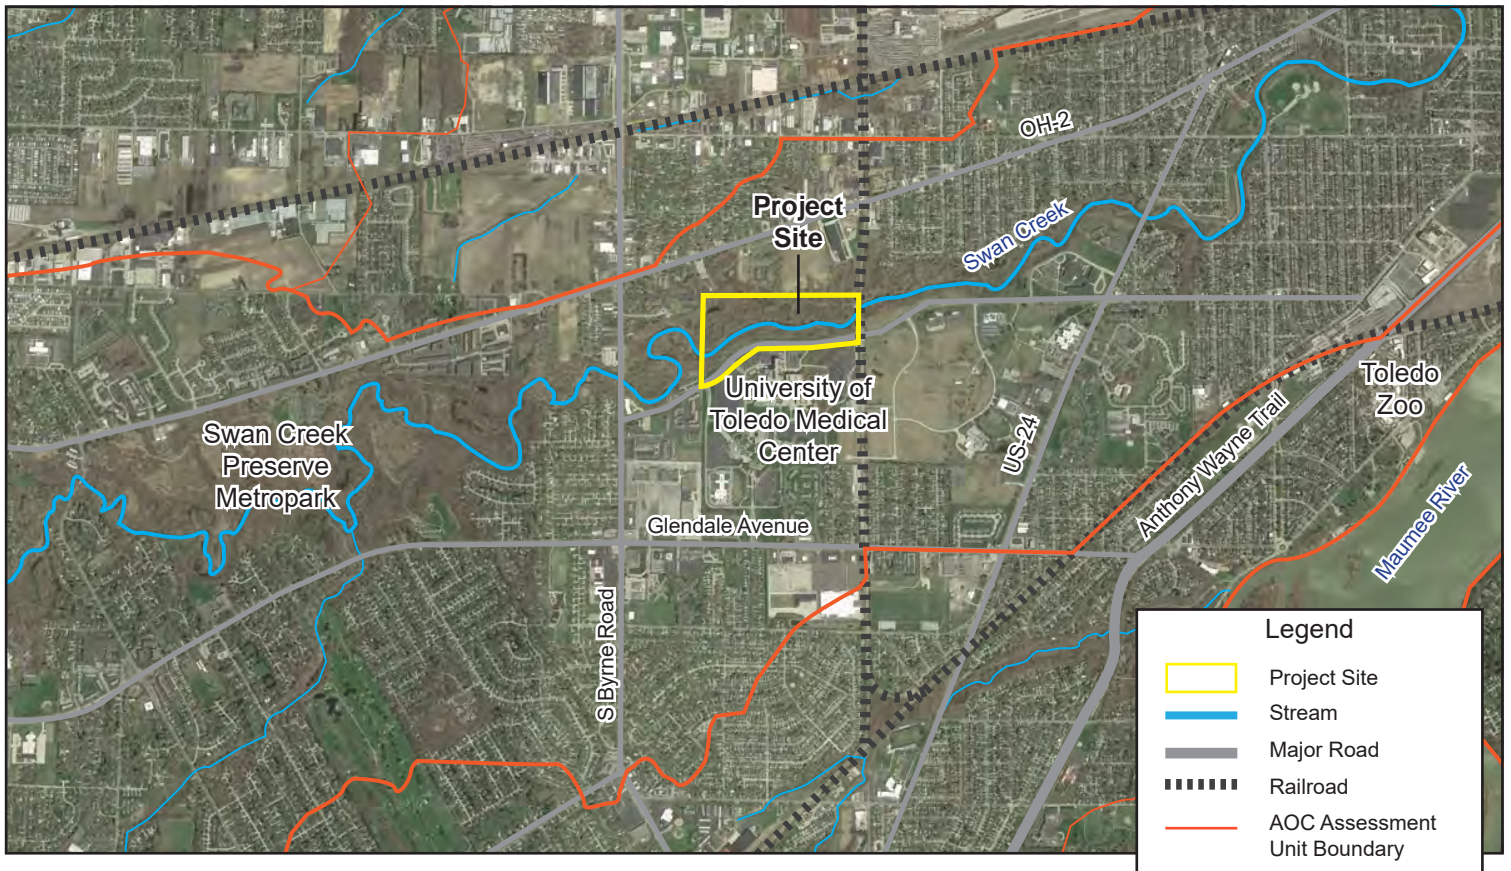 OH-2
Project
Site
Swan Creek
University of
Toledo Medical
Center
Swan Creek
Preserve
Metropark
Toledo
Zoo
US-24
Anthony Wayne Trail
Maumee River
Glendale Avenue
S Byrne Road
Legend
Project Site
Stream
Major Road
Railroad
AOC Assessment
Unit Boundary